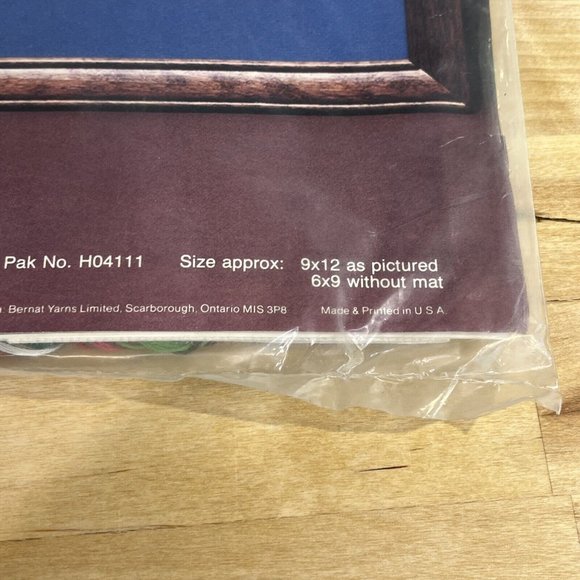 Pak No. H04111 Size approx: 9x12 as pictured
6x9 without mat
Bernat Yarns Limited, Scarborough, Ontario MIS 3P8 Made & Printed in U S A